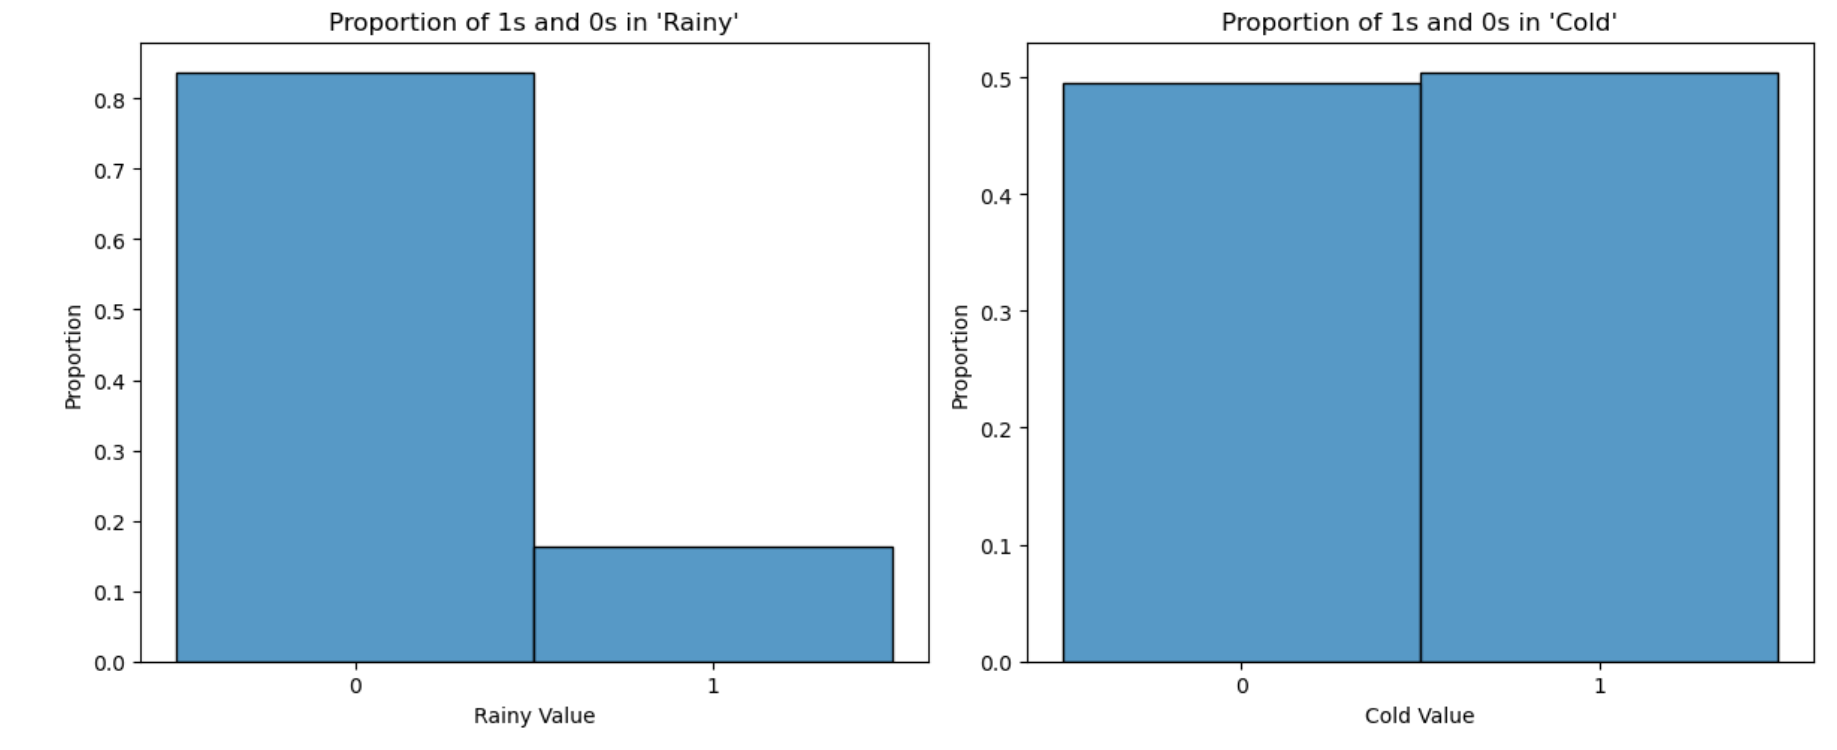 Proportion of 1s and 0s in 'Rainy'
0.8
0.7
0.6
0.5
0.4
0.3
0.2
0.1
0.0
Proportion
0 1
Rainy Value
Proportion of 1s and 0s in 'Cold'
0.5
0.4
0.3
0.2
0.1
0.0
Proportion
0 1
Cold Value